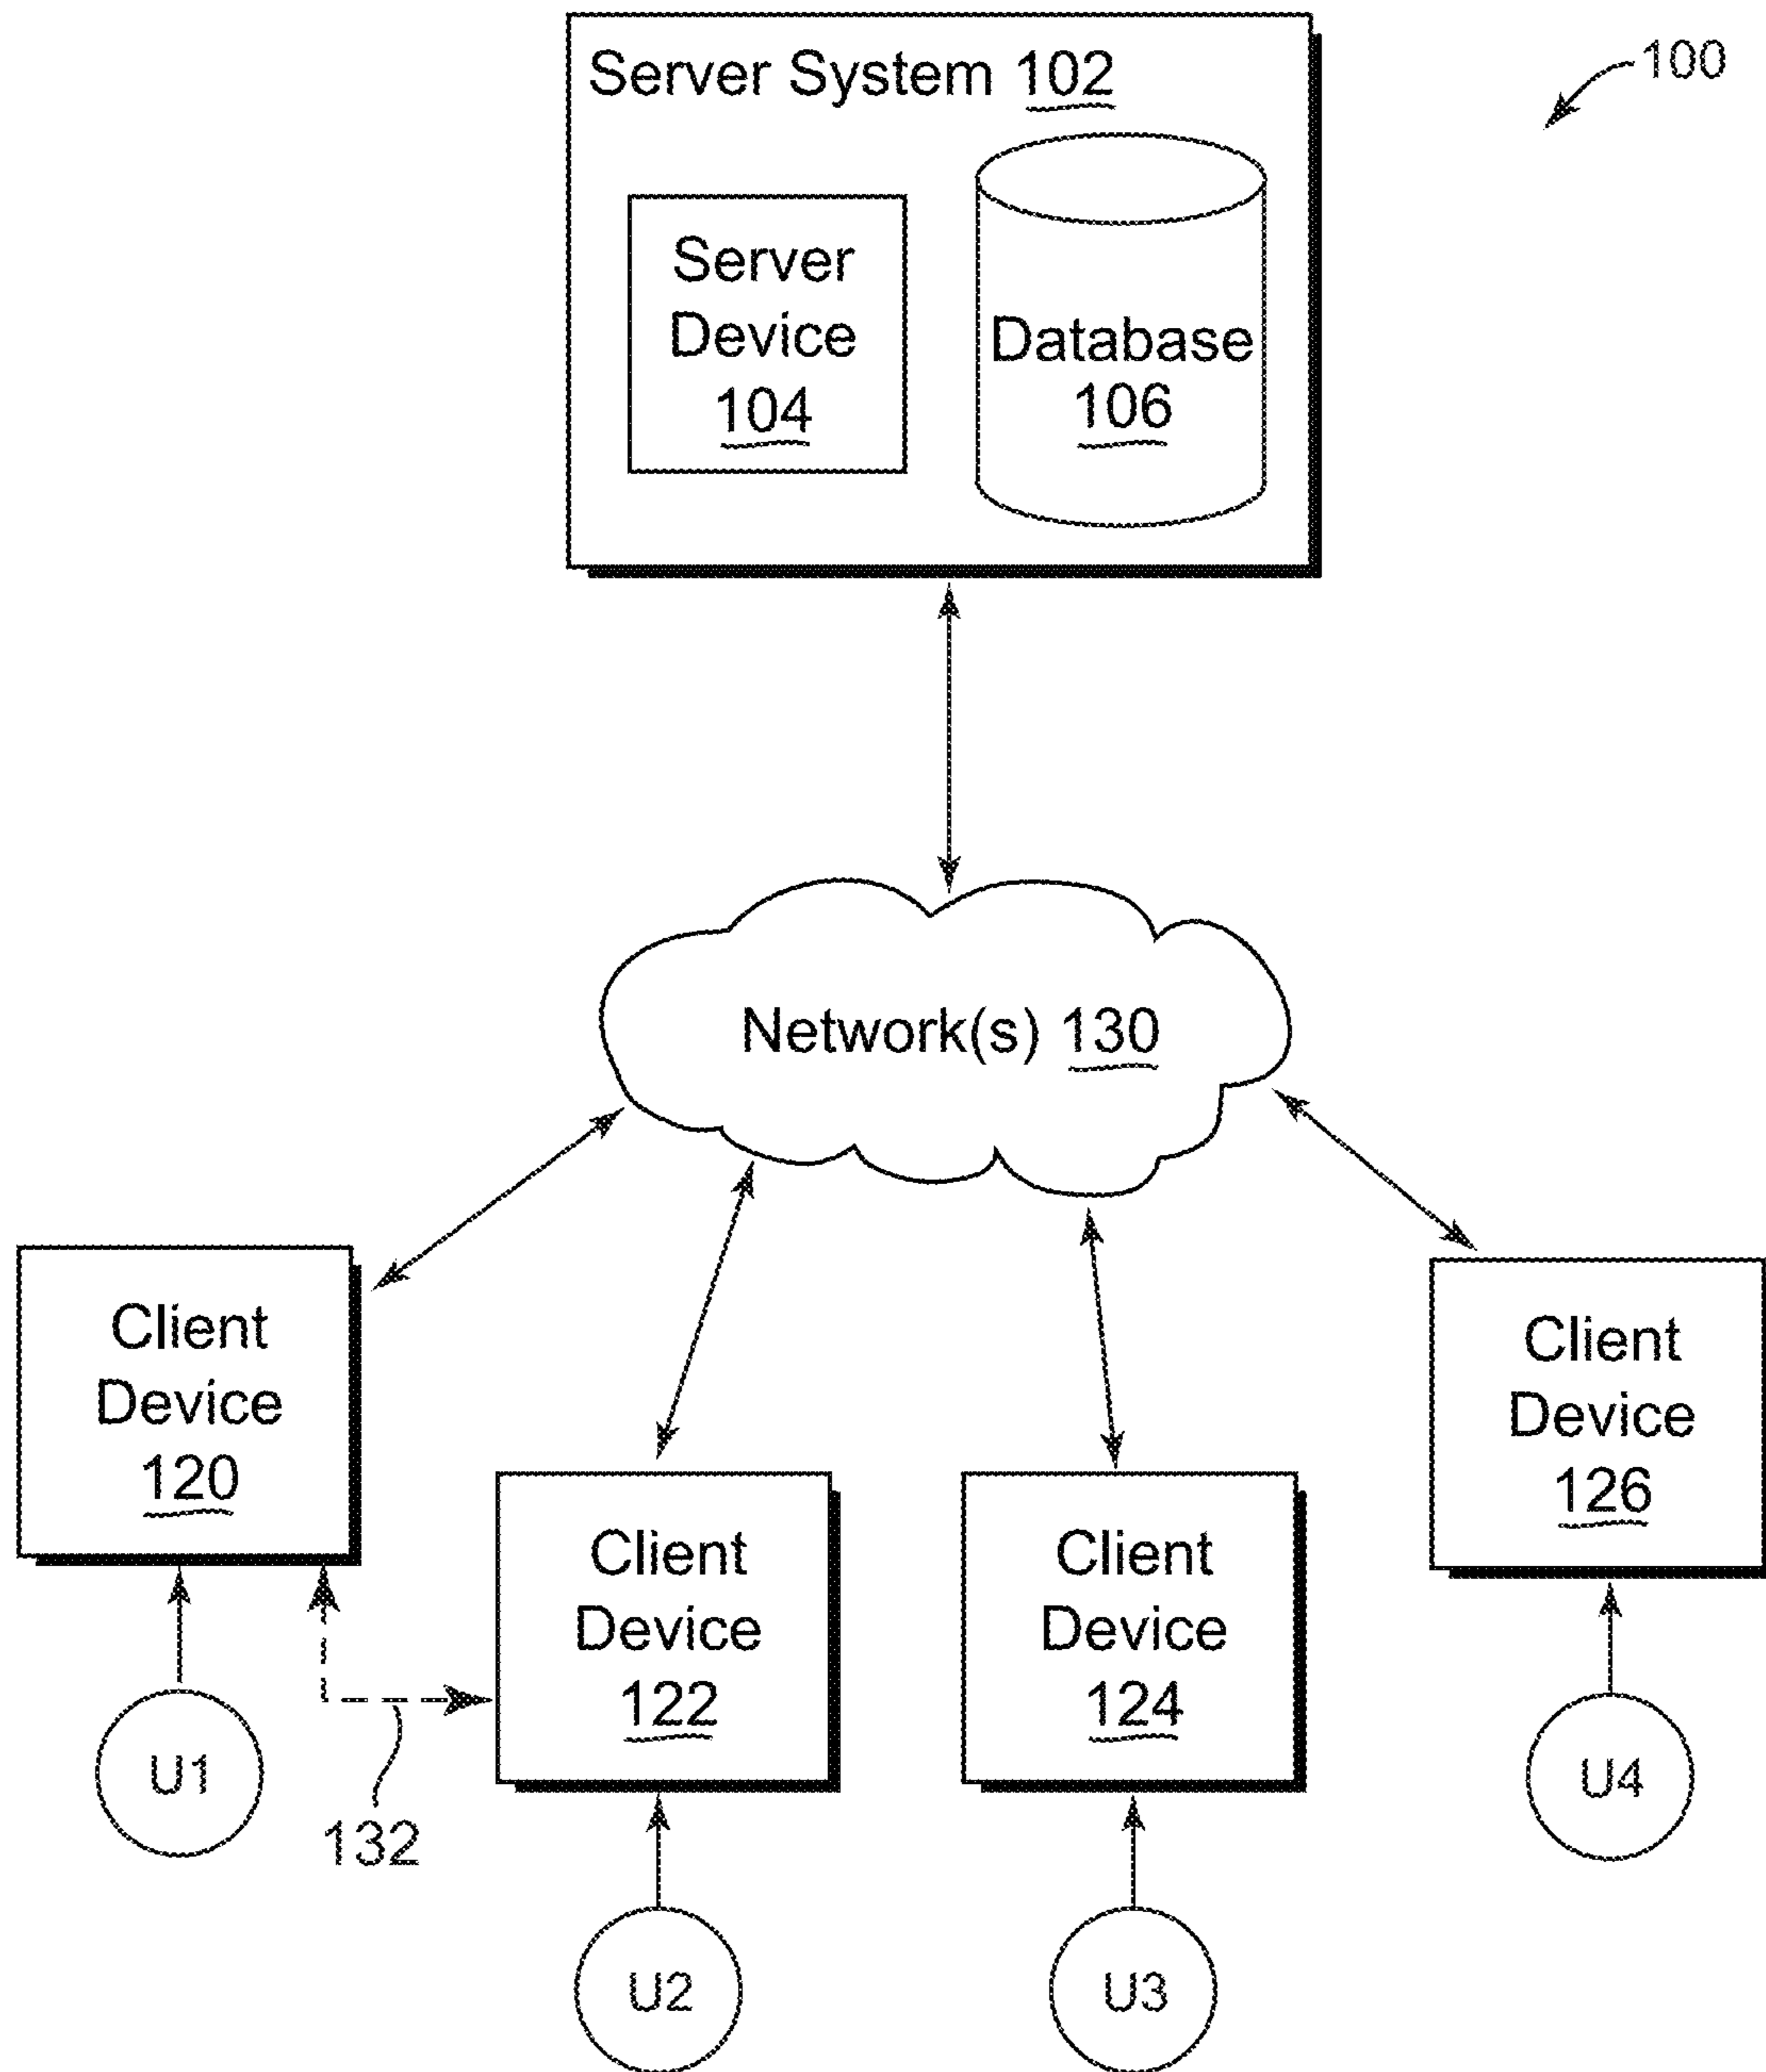 100
Server System 102
Server
Device
104
Database
106
Network(s) 130
Client
Device
120
Client
Device
122
Client
Device
124
Client
Device
126
132
U1
U2
U3
U4